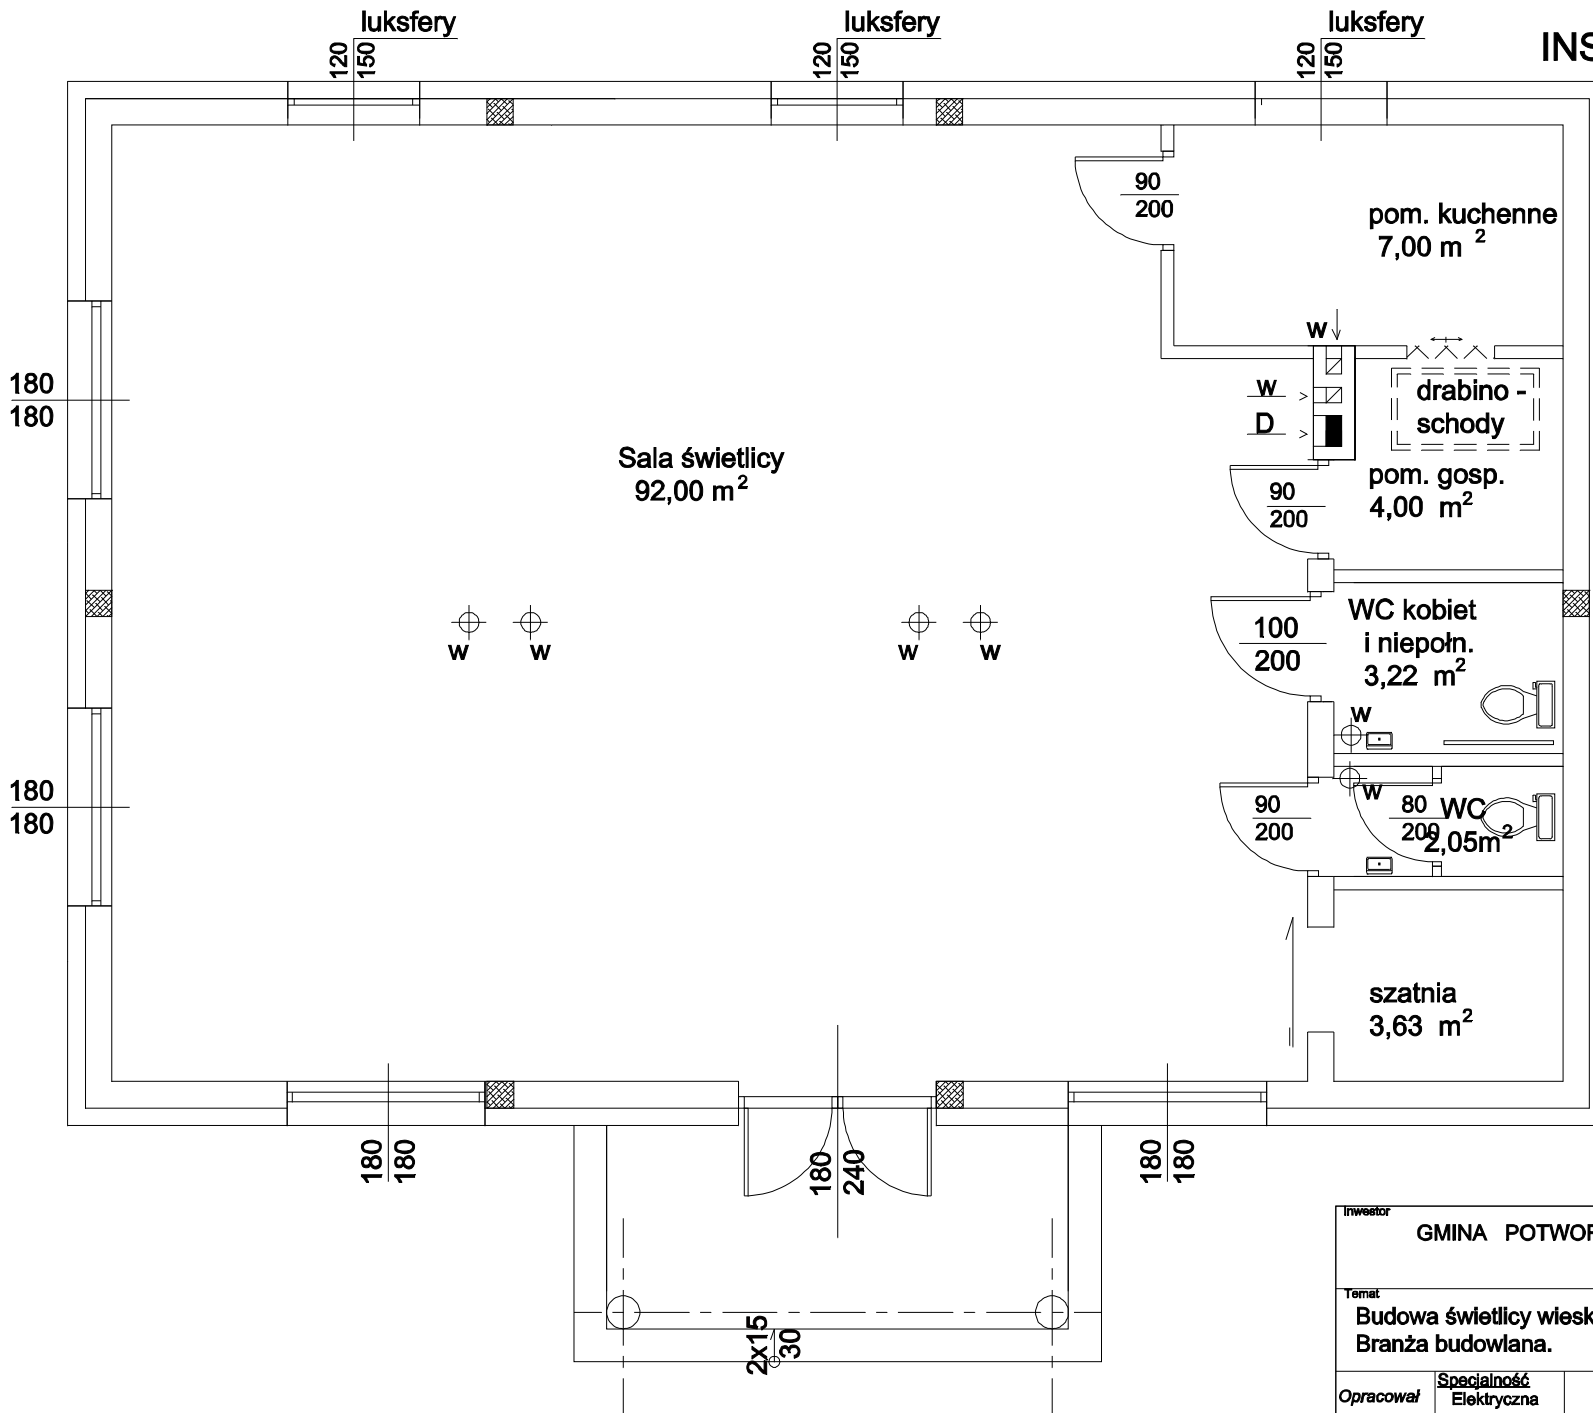 luksfery
120
150
luksfery
120
150
luksfery
120
150
90
200
pom. kuchenne
7,00 m 2
w
w
D
drabino -
schody
pom. gosp.
4,00 m2
90
200
180
180
Sala świetlicy
92,00 m2
w
w
w
w
100
200
WC kobiet
i niepołn.
3,22 m2
w
w
180
180
90
200
80
200
WC
2,05m2
szatnia
3,63 m2
180
180
180
240
180
180
2x15
30
Inwestor
GMINA
Temat
Budowa świetlicy
Branża budowlana.
Opracował
Specjalność
Elektryczna